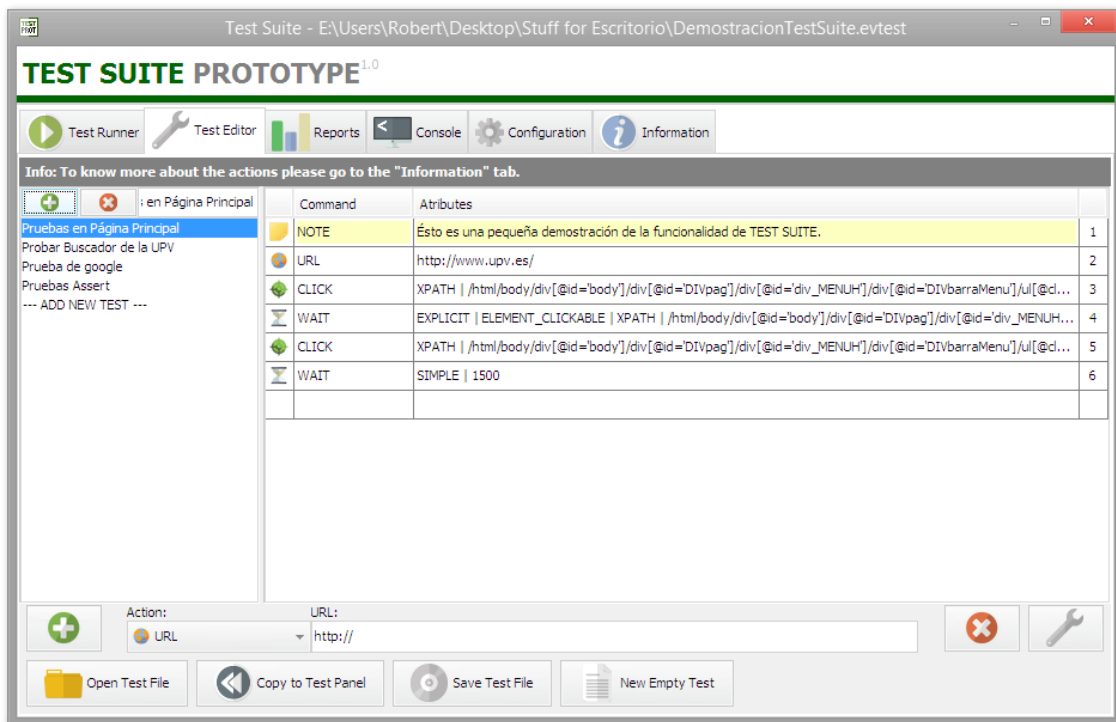 TEST PROT
Test Suite - E:\Users\Robert\Desktop\Stuff for Escritorio\DemostracionTestSuite.evtest
TEST SUITE PROTOTYPE 1.0
Test Runner
Test Editor
Reports
Console
Configuration
Information
Info: To know more about the actions please go to the "Information" tab.
en Página Principal
Pruebas en Página Principal
Probar Buscador de la UPV
Prueba de google
Pruebas Assert
--- ADD NEW TEST ---
Command Atributes
NOTE Ésto es una pequeña demostración de la funcionalidad de TEST SUITE. 1
URL http://www.upv.es/ 2
CLICK XPATH | /html/body/div[@id='body']/div[@id='DIVpag']/div[@id='div_MENUH']/div[@id='DIVbarraMenu']/ul[@cl... 3
WAIT EXPLICIT | ELEMENT_CLICKABLE | XPATH | /html/body/div[@id='body']/div[@id='DIVpag']/div[@id='div_MENUH... 4
CLICK XPATH | /html/body/div[@id='body']/div[@id='DIVpag']/div[@id='div_MENUH']/div[@id='DIVbarraMenu']/ul[@cl... 5
WAIT SIMPLE | 1500 6
Action: URL:
URL http://
Open Test File
Copy to Test Panel
Save Test File
New Empty Test